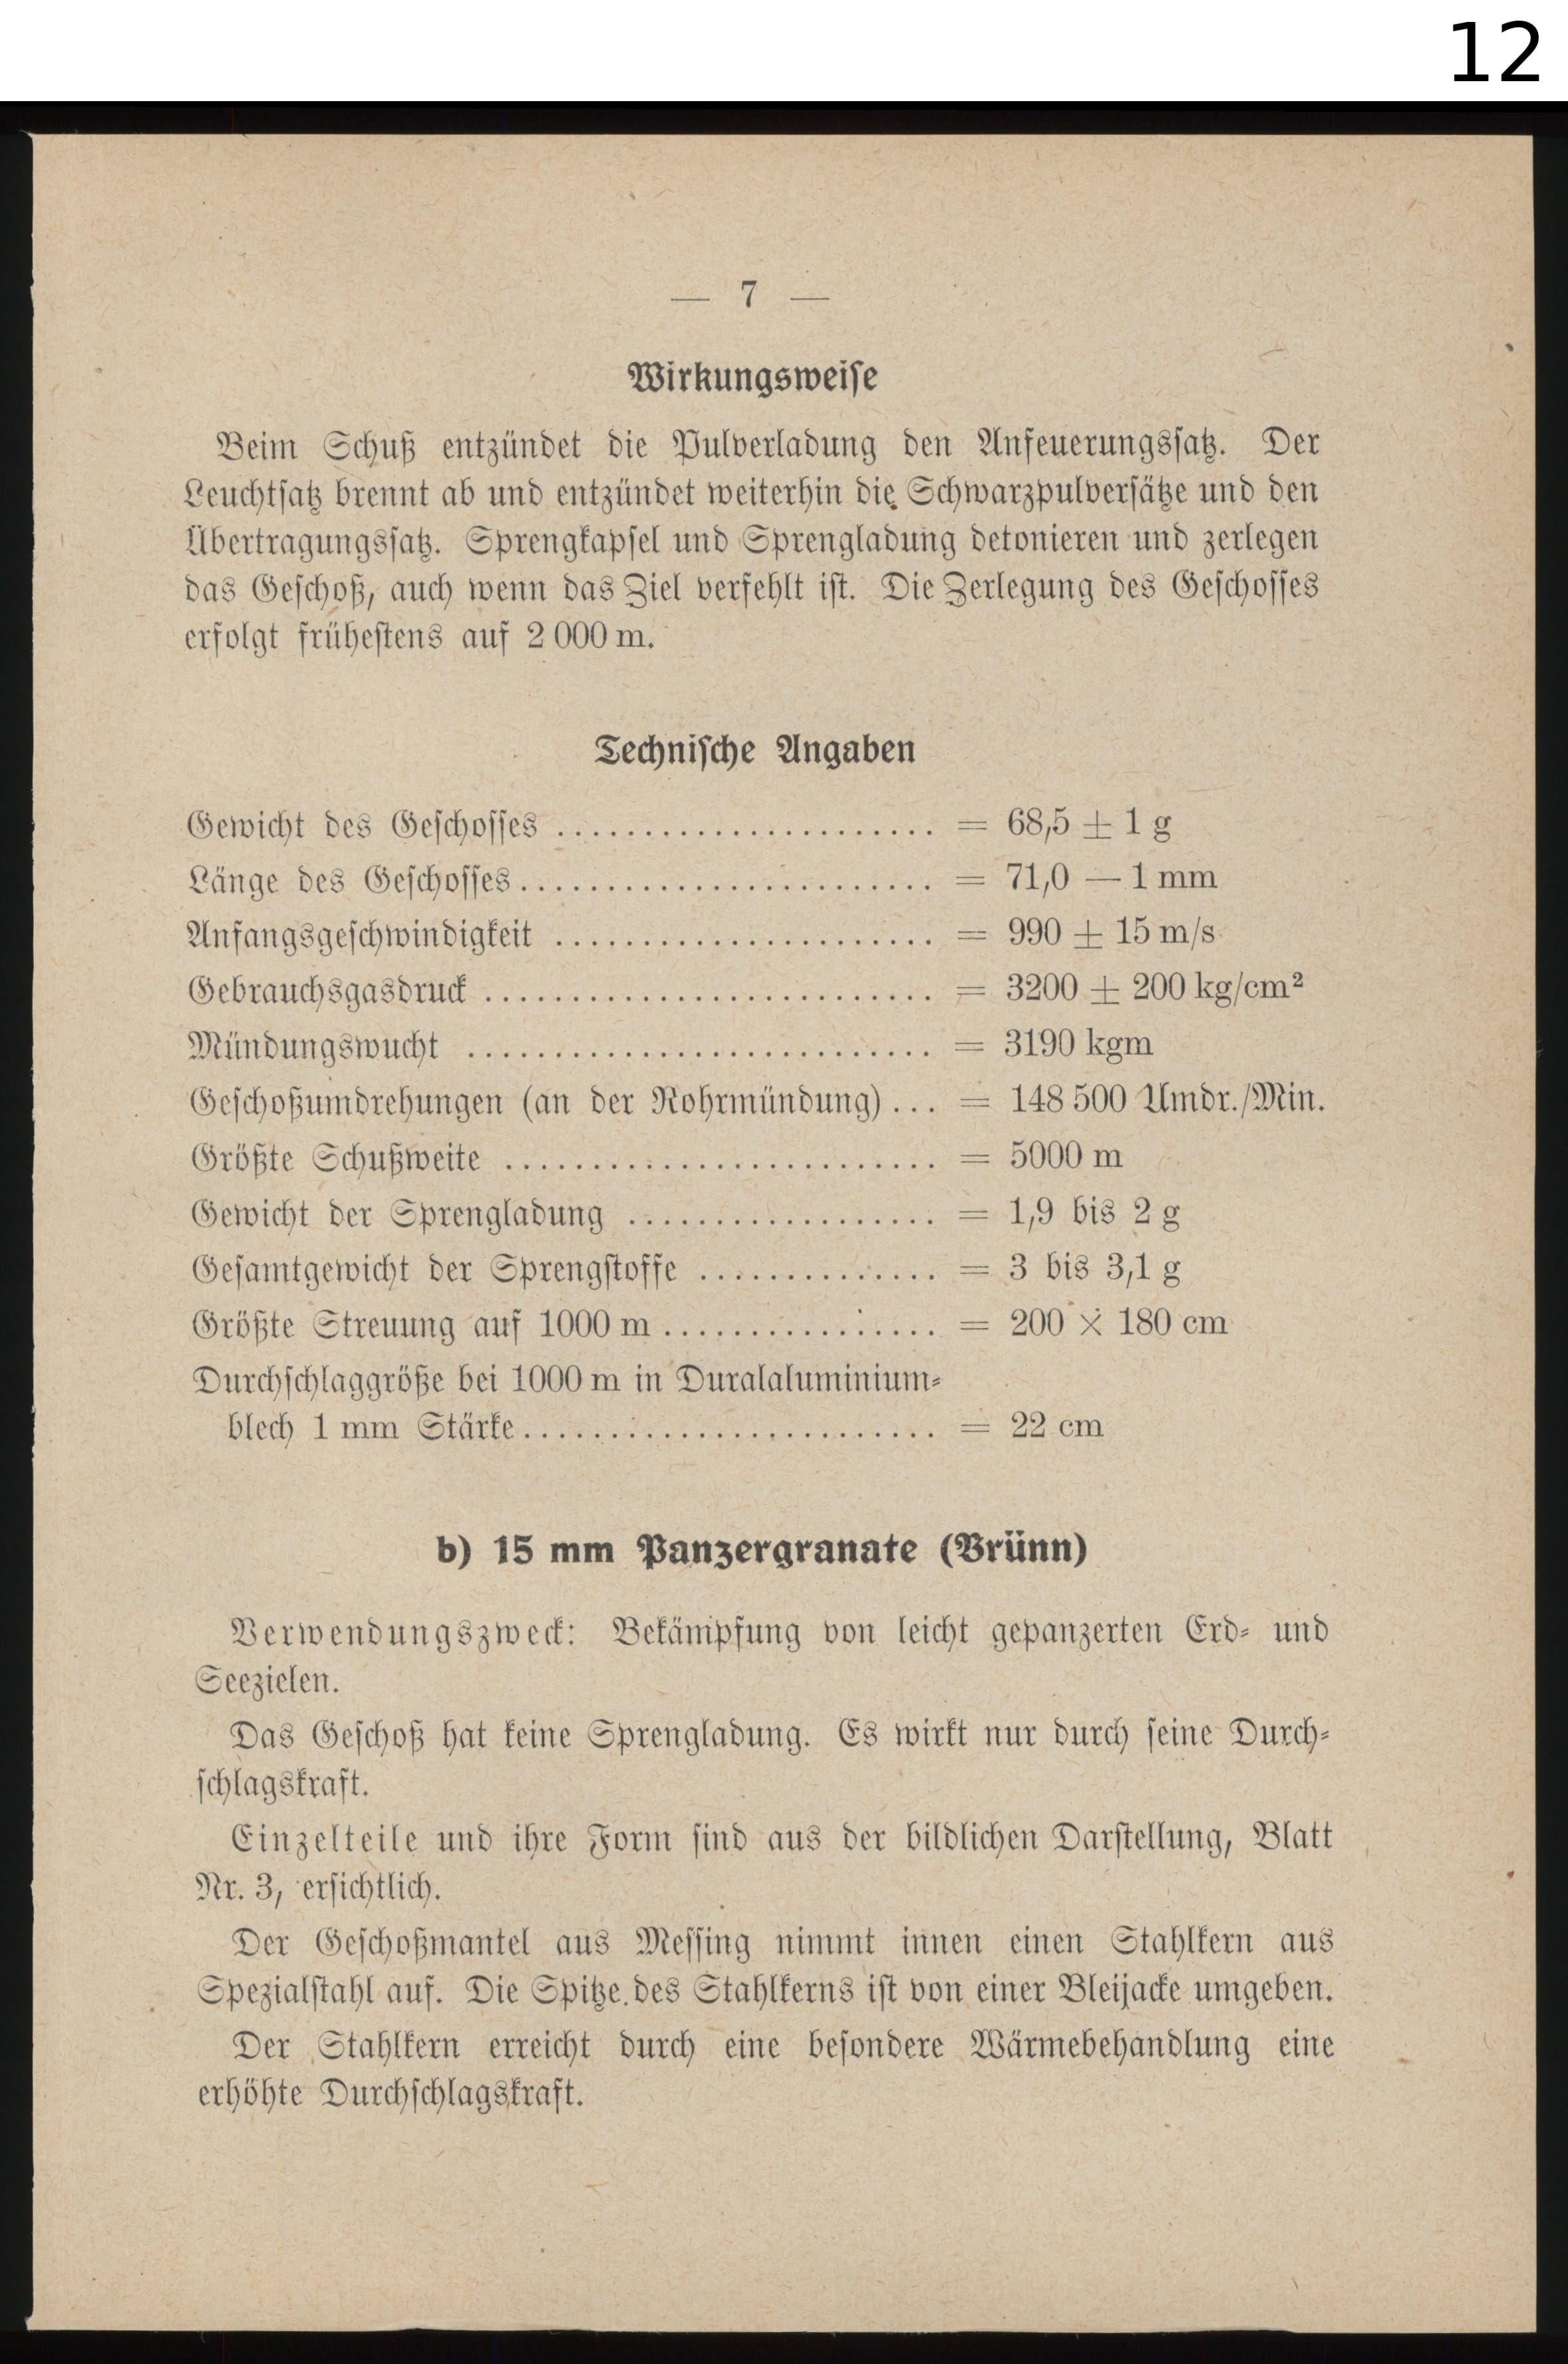 12
— 7 —
Wirkungsweise
Beim Schuß entzündet die Pulverladung den Anfeuerungssatz. Der
Leuchtsatz brennt ab und entzündet weiterhin die Schwarzpulversätze und den
Übertragungssatz. Sprengkapsel und Sprengladung detonieren und zerlegen
das Geschoß, auch wenn das Ziel verfehlt ist. Die Zerlegung des Geschosses
erfolgt frühestens auf 2 000 m.
Technische Angaben
Gewicht des Geschosses ........................ = 68,5 ± 1 g
Länge des Geschosses......................... = 71,0 — 1 mm
Anfangsgeschwindigkeit ........................ = 990 ± 15 m/s
Gebrauchsgasdruck ............................ = 3200 ± 200 kg/cm²
Mündungswucht ............................. = 3190 kgm
Geschoßumdrehungen (an der Rohrmündung)... = 148 500 Umdr./Min.
Größte Schußweite ........................... = 5000 m
Gewicht der Sprengladung ................... = 1,9 bis 2 g
Gesamtgewicht der Sprengstoffe ............... = 3 bis 3,1 g
Größte Streuung auf 1000 m................. = 200 × 180 cm
Durchschlaggröße bei 1000 m in Duralaluminium-
blech 1 mm Stärke......................... = 22 cm
b) 15 mm Panzergranate (Brünn)
Verwendungszweck: Bekämpfung von leicht gepanzerten Erd- und
Seezielen.
Das Geschoß hat keine Sprengladung. Es wirkt nur durch seine Durch-
schlagskraft.
Einzelteile und ihre Form sind aus der bildlichen Darstellung, Blatt
Nr. 3, ersichtlich.
Der Geschoßmantel aus Messing nimmt innen einen Stahlkern aus
Spezialstahl auf. Die Spitze des Stahlkerns ist von einer Bleijacke umgeben.
Der Stahlkern erreicht durch eine besondere Wärmebehandlung eine
erhöhte Durchschlagskraft.